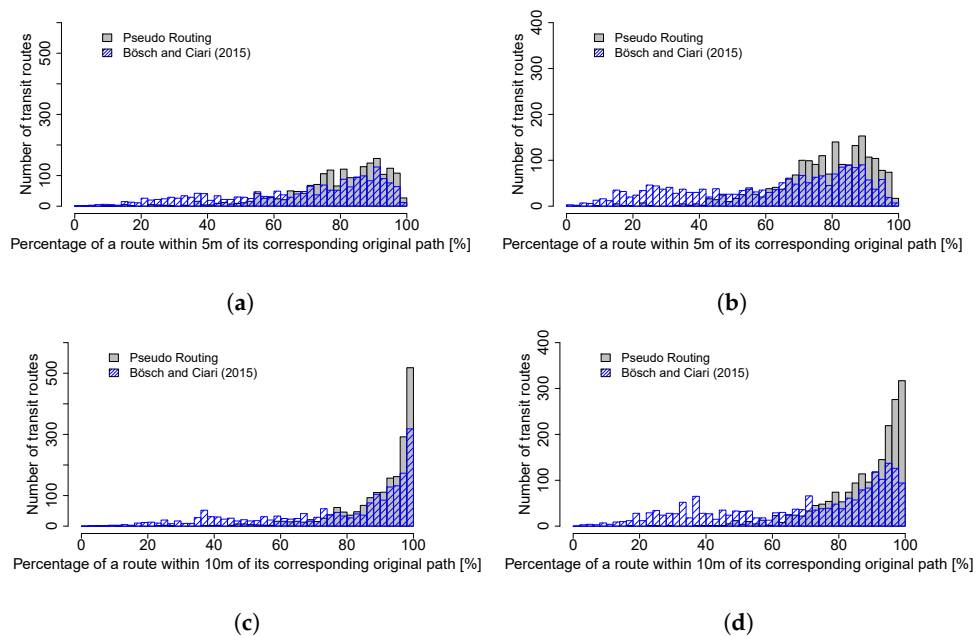 Number of transit routes
0 100 300 500
Pseudo Routing
Bösch and Ciari (2015)
0 20 40 60 80 100
Percentage of a route within 5m of its corresponding original path [%]
(a)
Number of transit routes
0 100 200 300 400
Pseudo Routing
Bösch and Ciari (2015)
0 20 40 60 80 100
Percentage of a route within 5m of its corresponding original path [%]
(b)
Number of transit routes
0 100 300 500
Pseudo Routing
Bösch and Ciari (2015)
0 20 40 60 80 100
Percentage of a route within 10m of its corresponding original path [%]
(c)
Number of transit routes
0 100 200 300 400
Pseudo Routing
Bösch and Ciari (2015)
0 20 40 60 80 100
Percentage of a route within 10m of its corresponding original path [%]
(d)